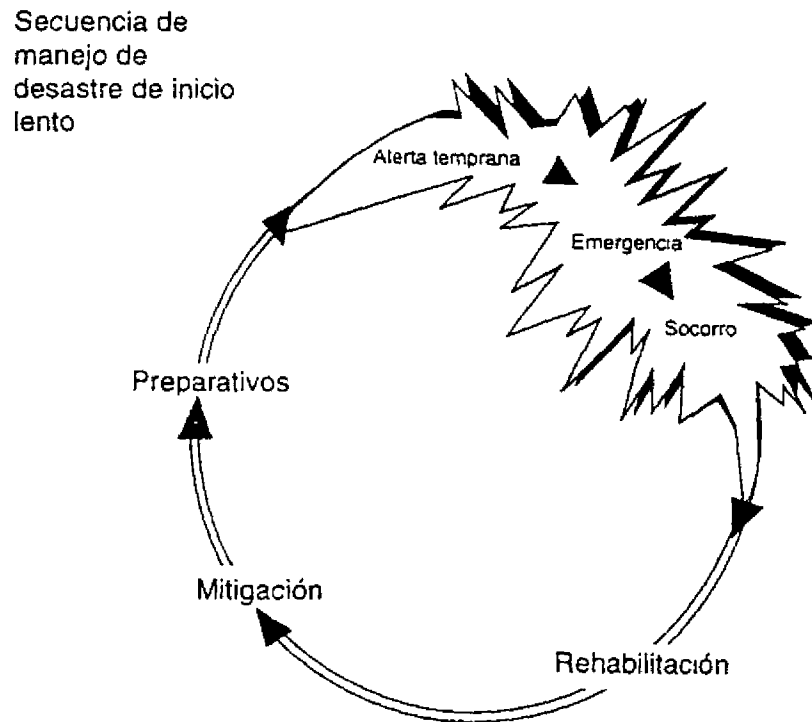 Secuencia de
manejo de
desastre de inicio
lento
Alerta temprana
Emergencia
Socorro
Preparativos
Mitigación
Rehabilitación